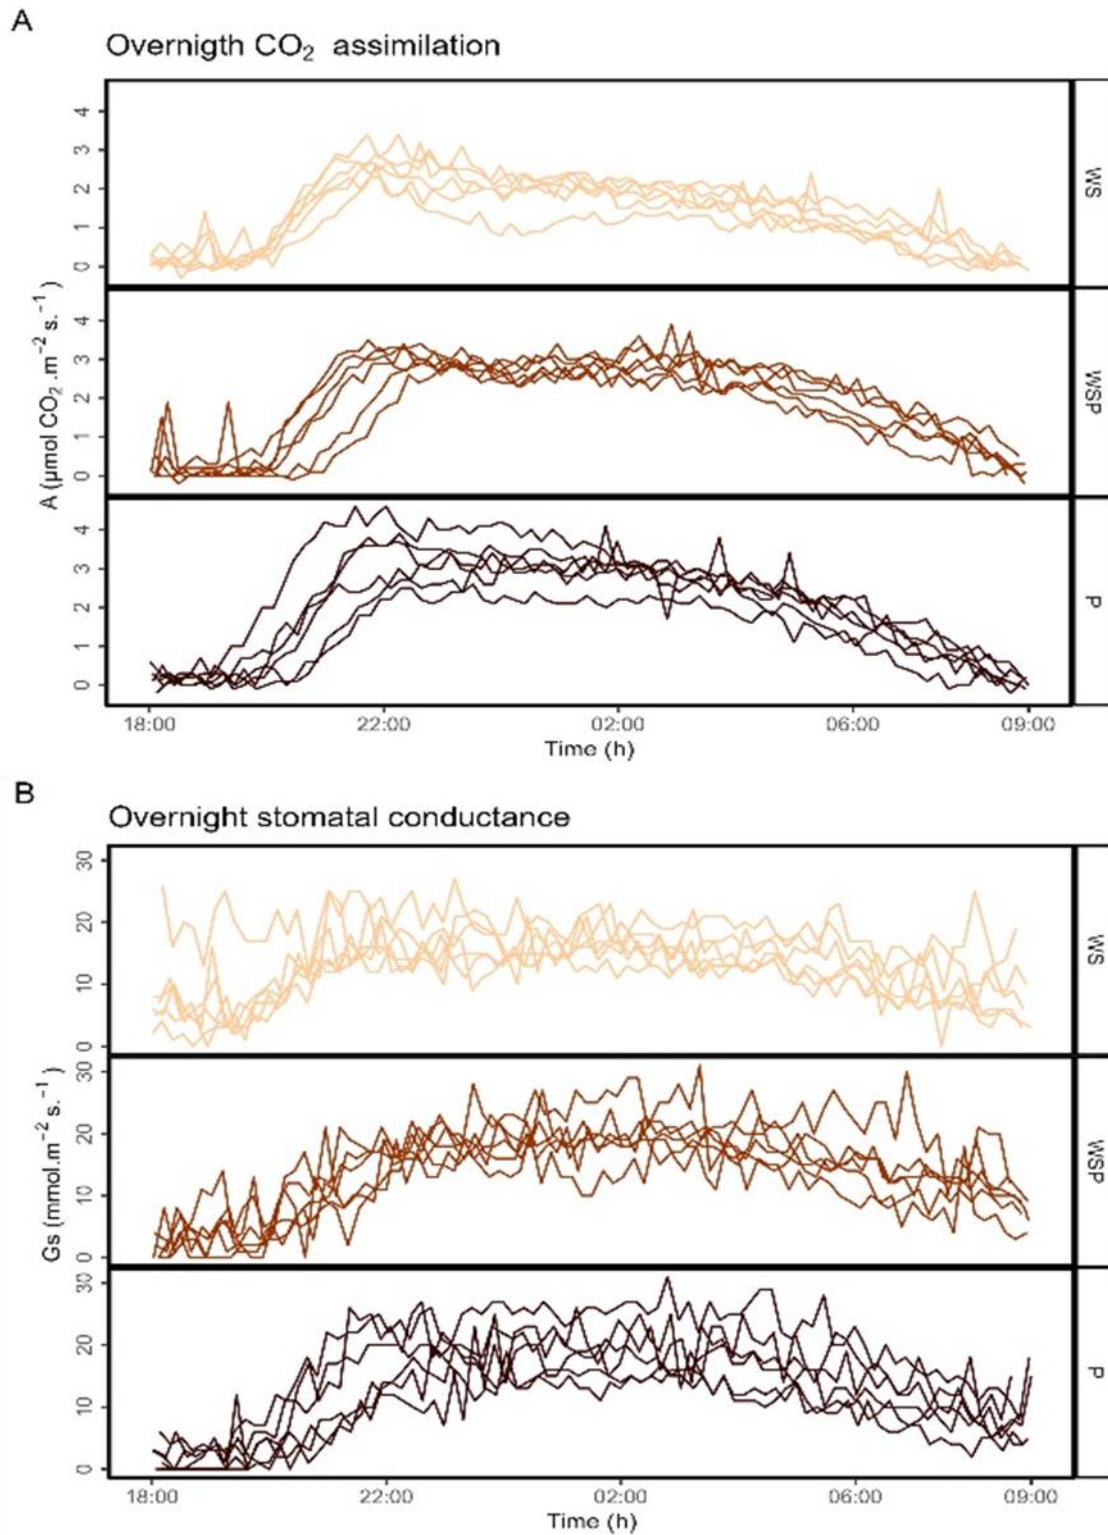 A
Overnigth CO₂ assimilation
4
3
2
1
0
WS
4
3
2
1
0
WSP
4
3
2
1
0
P
A (µmol CO₂ .m⁻² s.⁻¹ )
18:00 22:00 02:00 06:00 09:00
Time (h)
B
Overnight stomatal conductance
30
20
10
0
WS
30
20
10
0
WSP
30
20
10
0
P
Gs (mmol.m⁻² s.⁻¹ )
18:00 22:00 02:00 06:00 09:00
Time (h)